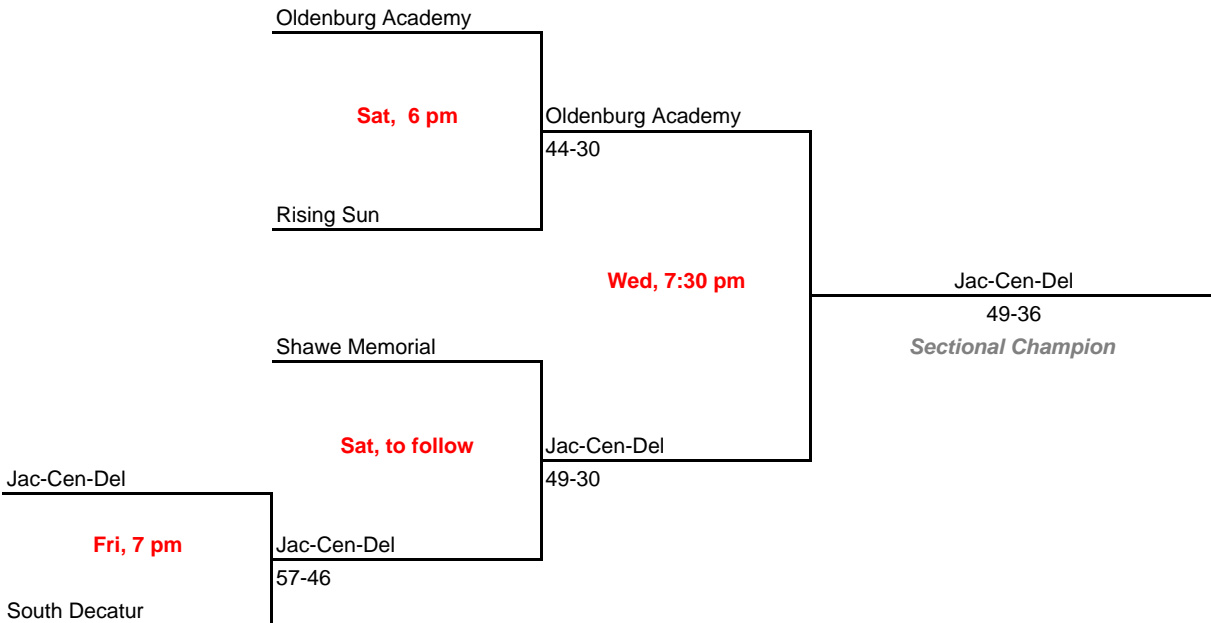 Oldenburg Academy
Sat, 6 pm
Oldenburg Academy
44-30
Rising Sun
Wed, 7:30 pm
Jac-Cen-Del
49-36
Sectional Champion
Shawe Memorial
Sat, to follow
Jac-Cen-Del
49-30
Jac-Cen-Del
Fri, 7 pm
Jac-Cen-Del
57-46
South Decatur